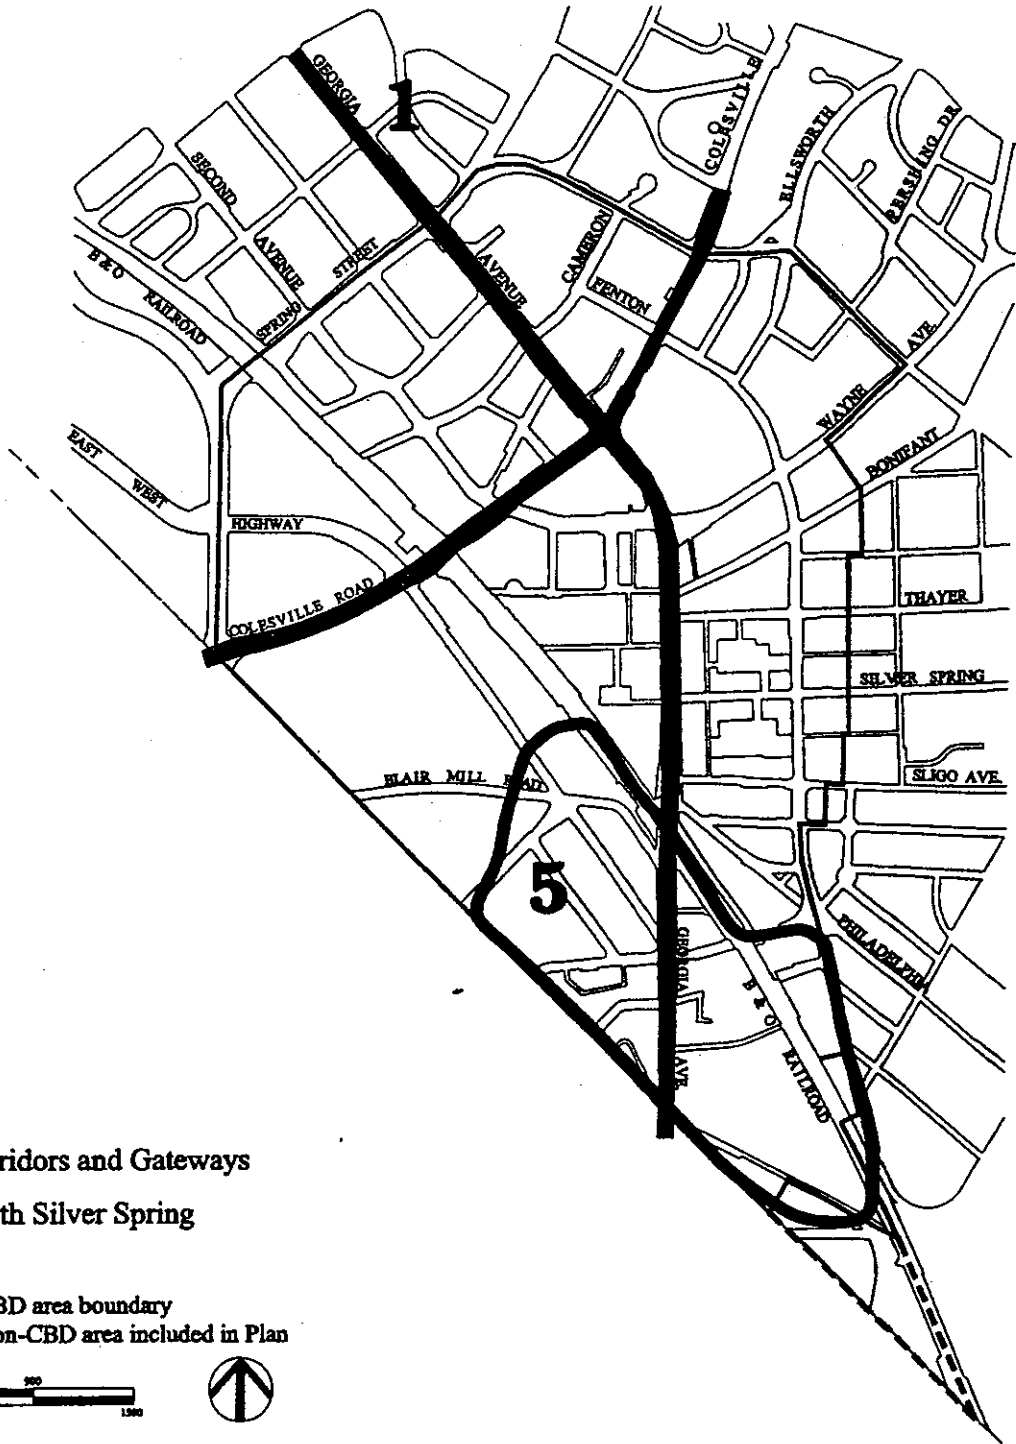 GEORGIA
1
COLESVILLE
ELLSWORTH
PERSHING DR.
SECOND
AVENUE
B & O
RAILROAD
SPRING
STREET
AVENUE
CAMERON
FENTON
WAYNE
AVE.
BONIFANT
EAST
WEST
HIGHWAY
COLESVILLE ROAD
THAYER
SILVER SPRING
SLIGO AVE.
BLAIR MILL ROAD
5
GEORGIA
AVE
PHILADELPHIA
B & O
RAILROAD
ridors and Gateways
th Silver Spring
BD area boundary
on-CBD area included in Plan
900